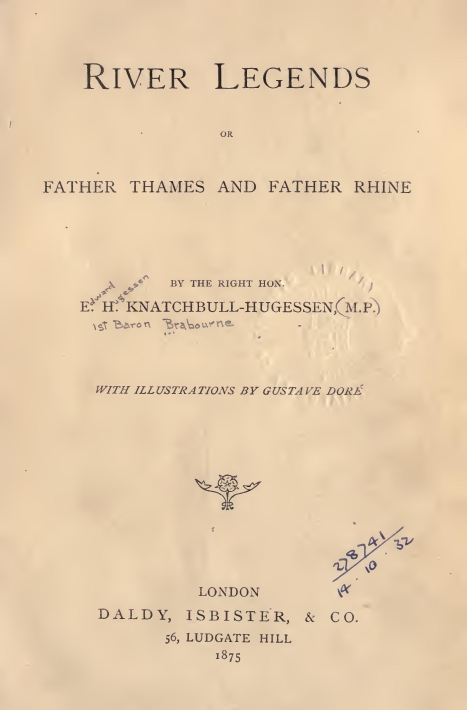 RIVER LEGENDS
OR
FATHER THAMES AND FATHER RHINE
BY THE RIGHT HON.
Edward Hugessen
E. H. KNATCHBULL-HUGESSEN, (M.P.)
1st Baron Brabourne
WITH ILLUSTRATIONS BY GUSTAVE DORÉ
278741
14.10.32
LONDON
DALDY, ISBISTER, & CO.
56, LUDGATE HILL
1875